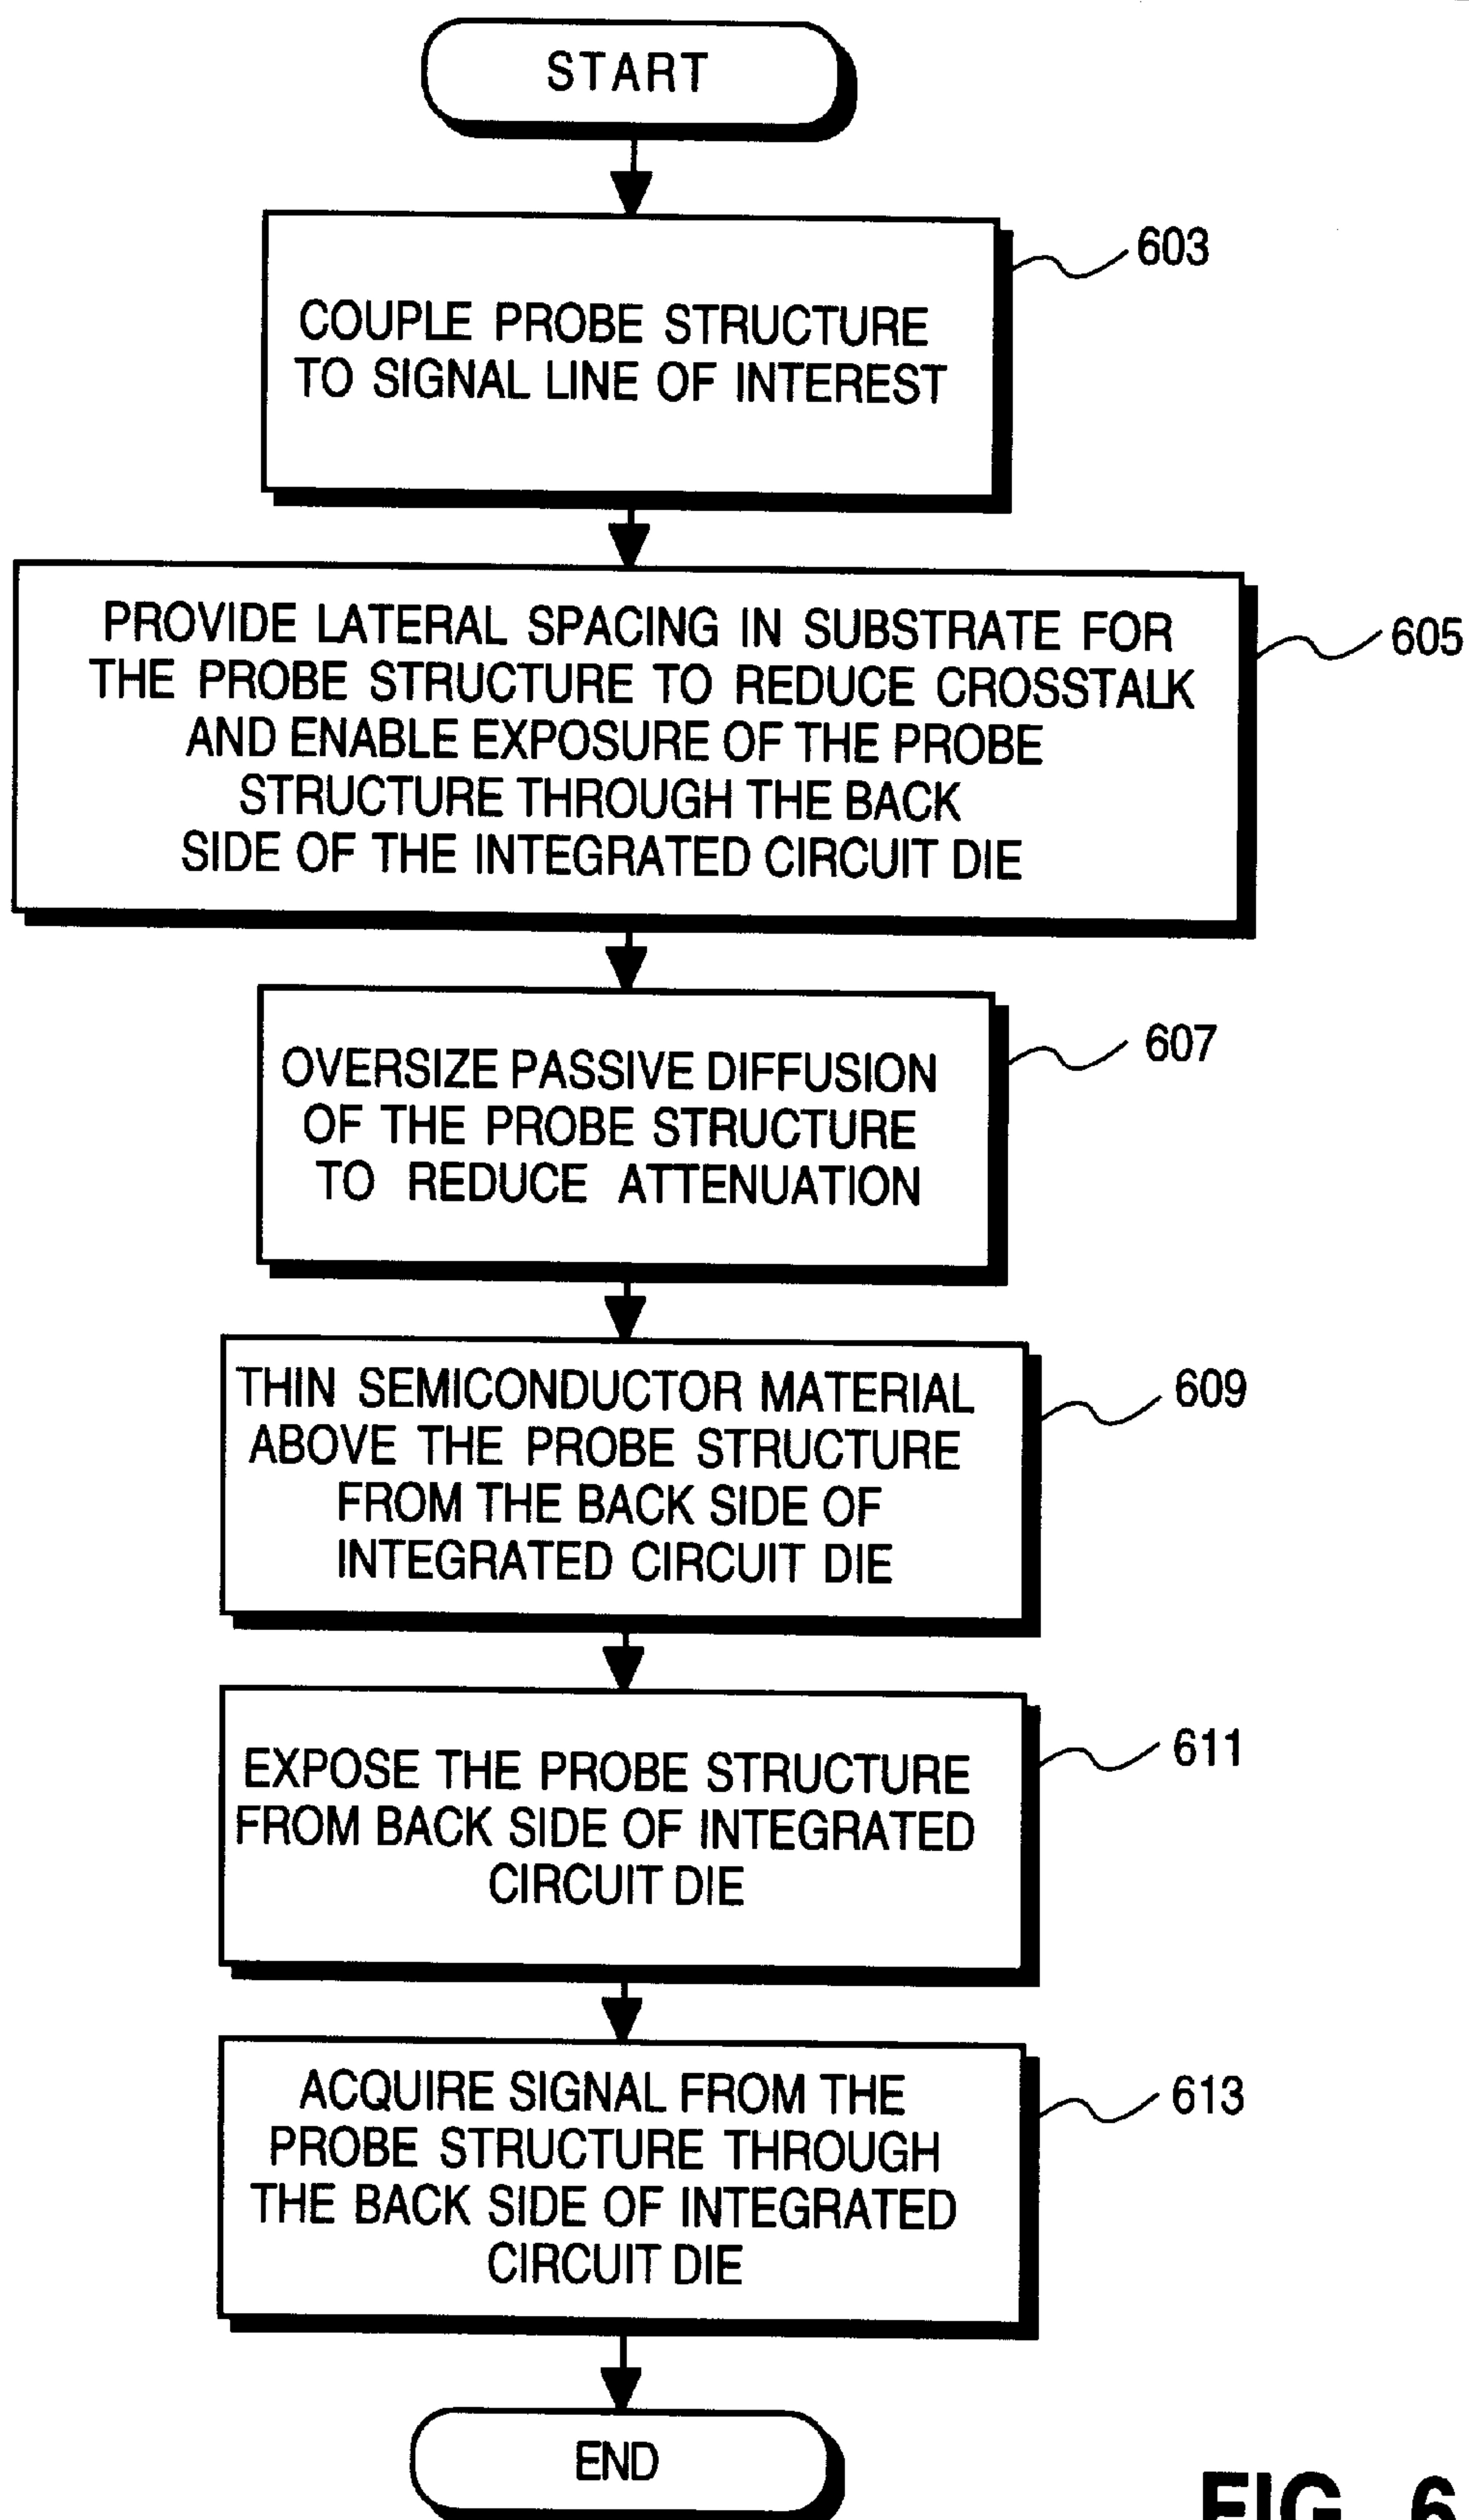 START
603
COUPLE PROBE STRUCTURE
TO SIGNAL LINE OF INTEREST
605
PROVIDE LATERAL SPACING IN SUBSTRATE FOR
THE PROBE STRUCTURE TO REDUCE CROSSTALK
AND ENABLE EXPOSURE OF THE PROBE
STRUCTURE THROUGH THE BACK
SIDE OF THE INTEGRATED CIRCUIT DIE
607
OVERSIZE PASSIVE DIFFUSION
OF THE PROBE STRUCTURE
TO REDUCE ATTENUATION
609
THIN SEMICONDUCTOR MATERIAL
ABOVE THE PROBE STRUCTURE
FROM THE BACK SIDE OF
INTEGRATED CIRCUIT DIE
611
EXPOSE THE PROBE STRUCTURE
FROM BACK SIDE OF INTEGRATED
CIRCUIT DIE
613
ACQUIRE SIGNAL FROM THE
PROBE STRUCTURE THROUGH
THE BACK SIDE OF INTEGRATED
CIRCUIT DIE
END
FIG. 6